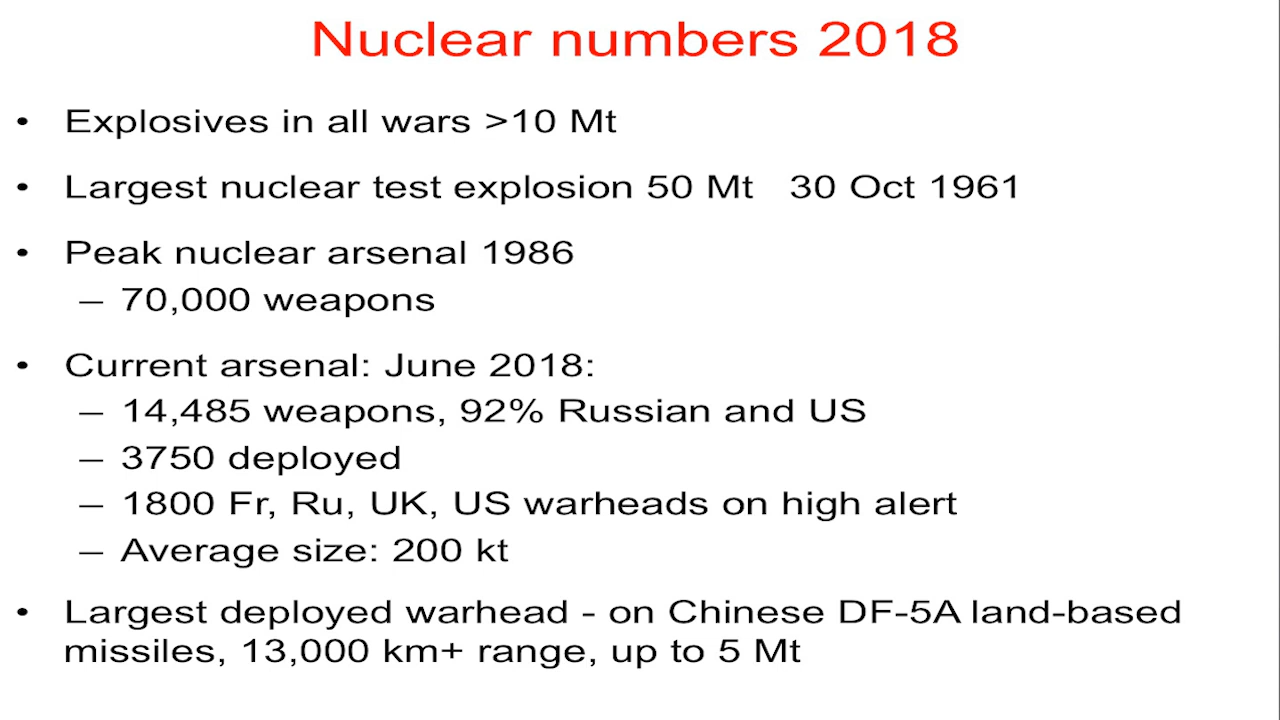 Nuclear numbers 2018
• Explosives in all wars >10 Mt
• Largest nuclear test explosion 50 Mt 30 Oct 1961
• Peak nuclear arsenal 1986
– 70,000 weapons
• Current arsenal: June 2018:
– 14,485 weapons, 92% Russian and US
– 3750 deployed
– 1800 Fr, Ru, UK, US warheads on high alert
– Average size: 200 kt
• Largest deployed warhead - on Chinese DF-5A land-based
missiles, 13,000 km+ range, up to 5 Mt